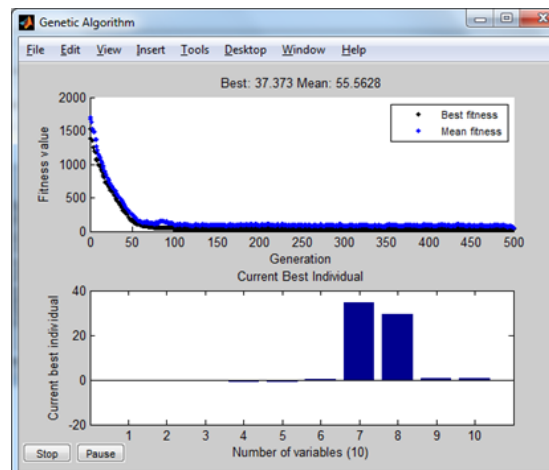 Genetic Algorithm
File Edit View Insert Tools Desktop Window Help
Best: 37.373 Mean: 55.5628
Fitness value
2000
1500
1000
500
0
Best fitness
Mean fitness
0 50 100 150 200 250 300 350 400 450 500
Generation
Current Best Individual
Current best individual
40
20
0
-20
1 2 3 4 5 6 7 8 9 10
Number of variables (10)
Stop Pause